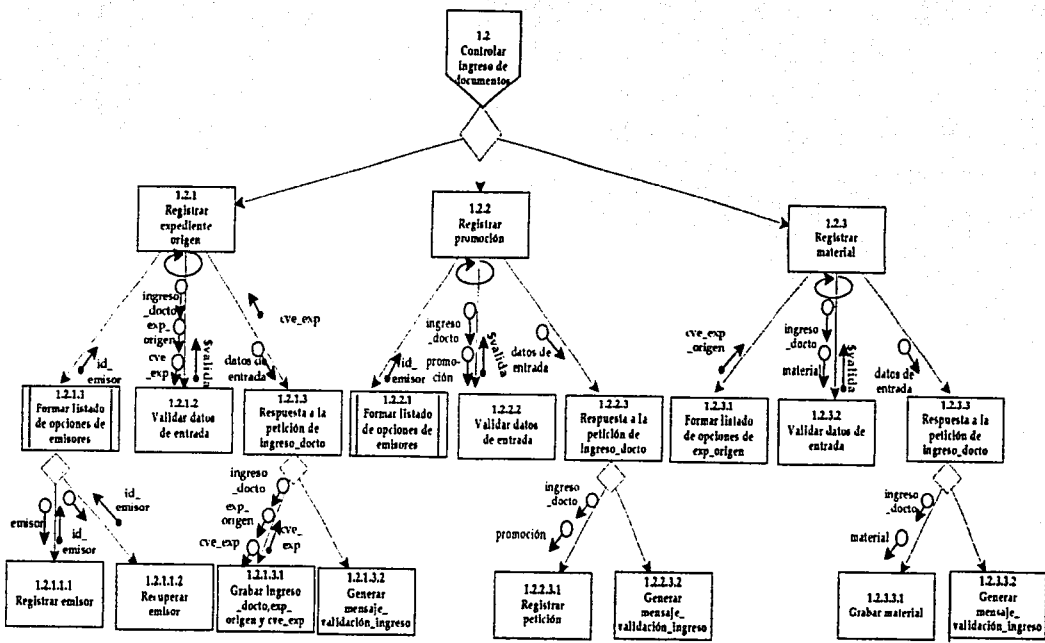 1.2
Controlar
ingreso de
documentos
1.2.1
Registrar
expediente
origen
1.2.2
Registrar
promoción
1.2.3
Registrar
material
ingreso
_docto
exp_
origen
cve
_exp
$valida
id_
emisor
cve_exp
datos de
entrada
ingreso
_docto
promo-
ción
$valida
id_
emisor
datos de
entrada
cve_exp
_origen
ingreso
_docto
material
$valida
datos de
entrada
1.2.1.1
Formar listado
de opciones de
emisores
1.2.1.2
Validar datos
de entrada
1.2.1.3
Respuesta a la
petición de
ingreso_docto
1.2.2.1
Formar listado
de opciones de
emisores
1.2.2.2
Validar datos
de entrada
1.2.2.3
Respuesta a la
petición de
ingreso_docto
1.2.3.1
Formar listado
de opciones de
exp_origen
1.2.3.2
Validar datos
de entrada
1.2.3.3
Respuesta a la
petición de
ingreso_docto
emisor
id_
emisor
id_
emisor
ingreso
_docto
exp_
origen
cve_exp
cve_
exp
ingreso
_docto
promoción
ingreso
_docto
material
1.2.1.1.1
Registrar emisor
1.2.1.1.2
Recuperar
emisor
1.2.1.3.1
Grabar ingreso
_docto,exp_
origen y cve_exp
1.2.1.3.2
Generar
mensaje_
validación_ingreso
1.2.2.3.1
Registrar
petición
1.2.2.3.2
Generar
mensaje_
validación_ingreso
1.2.3.3.1
Grabar material
1.2.3.3.2
Generar
mensaje_
validación_ingreso